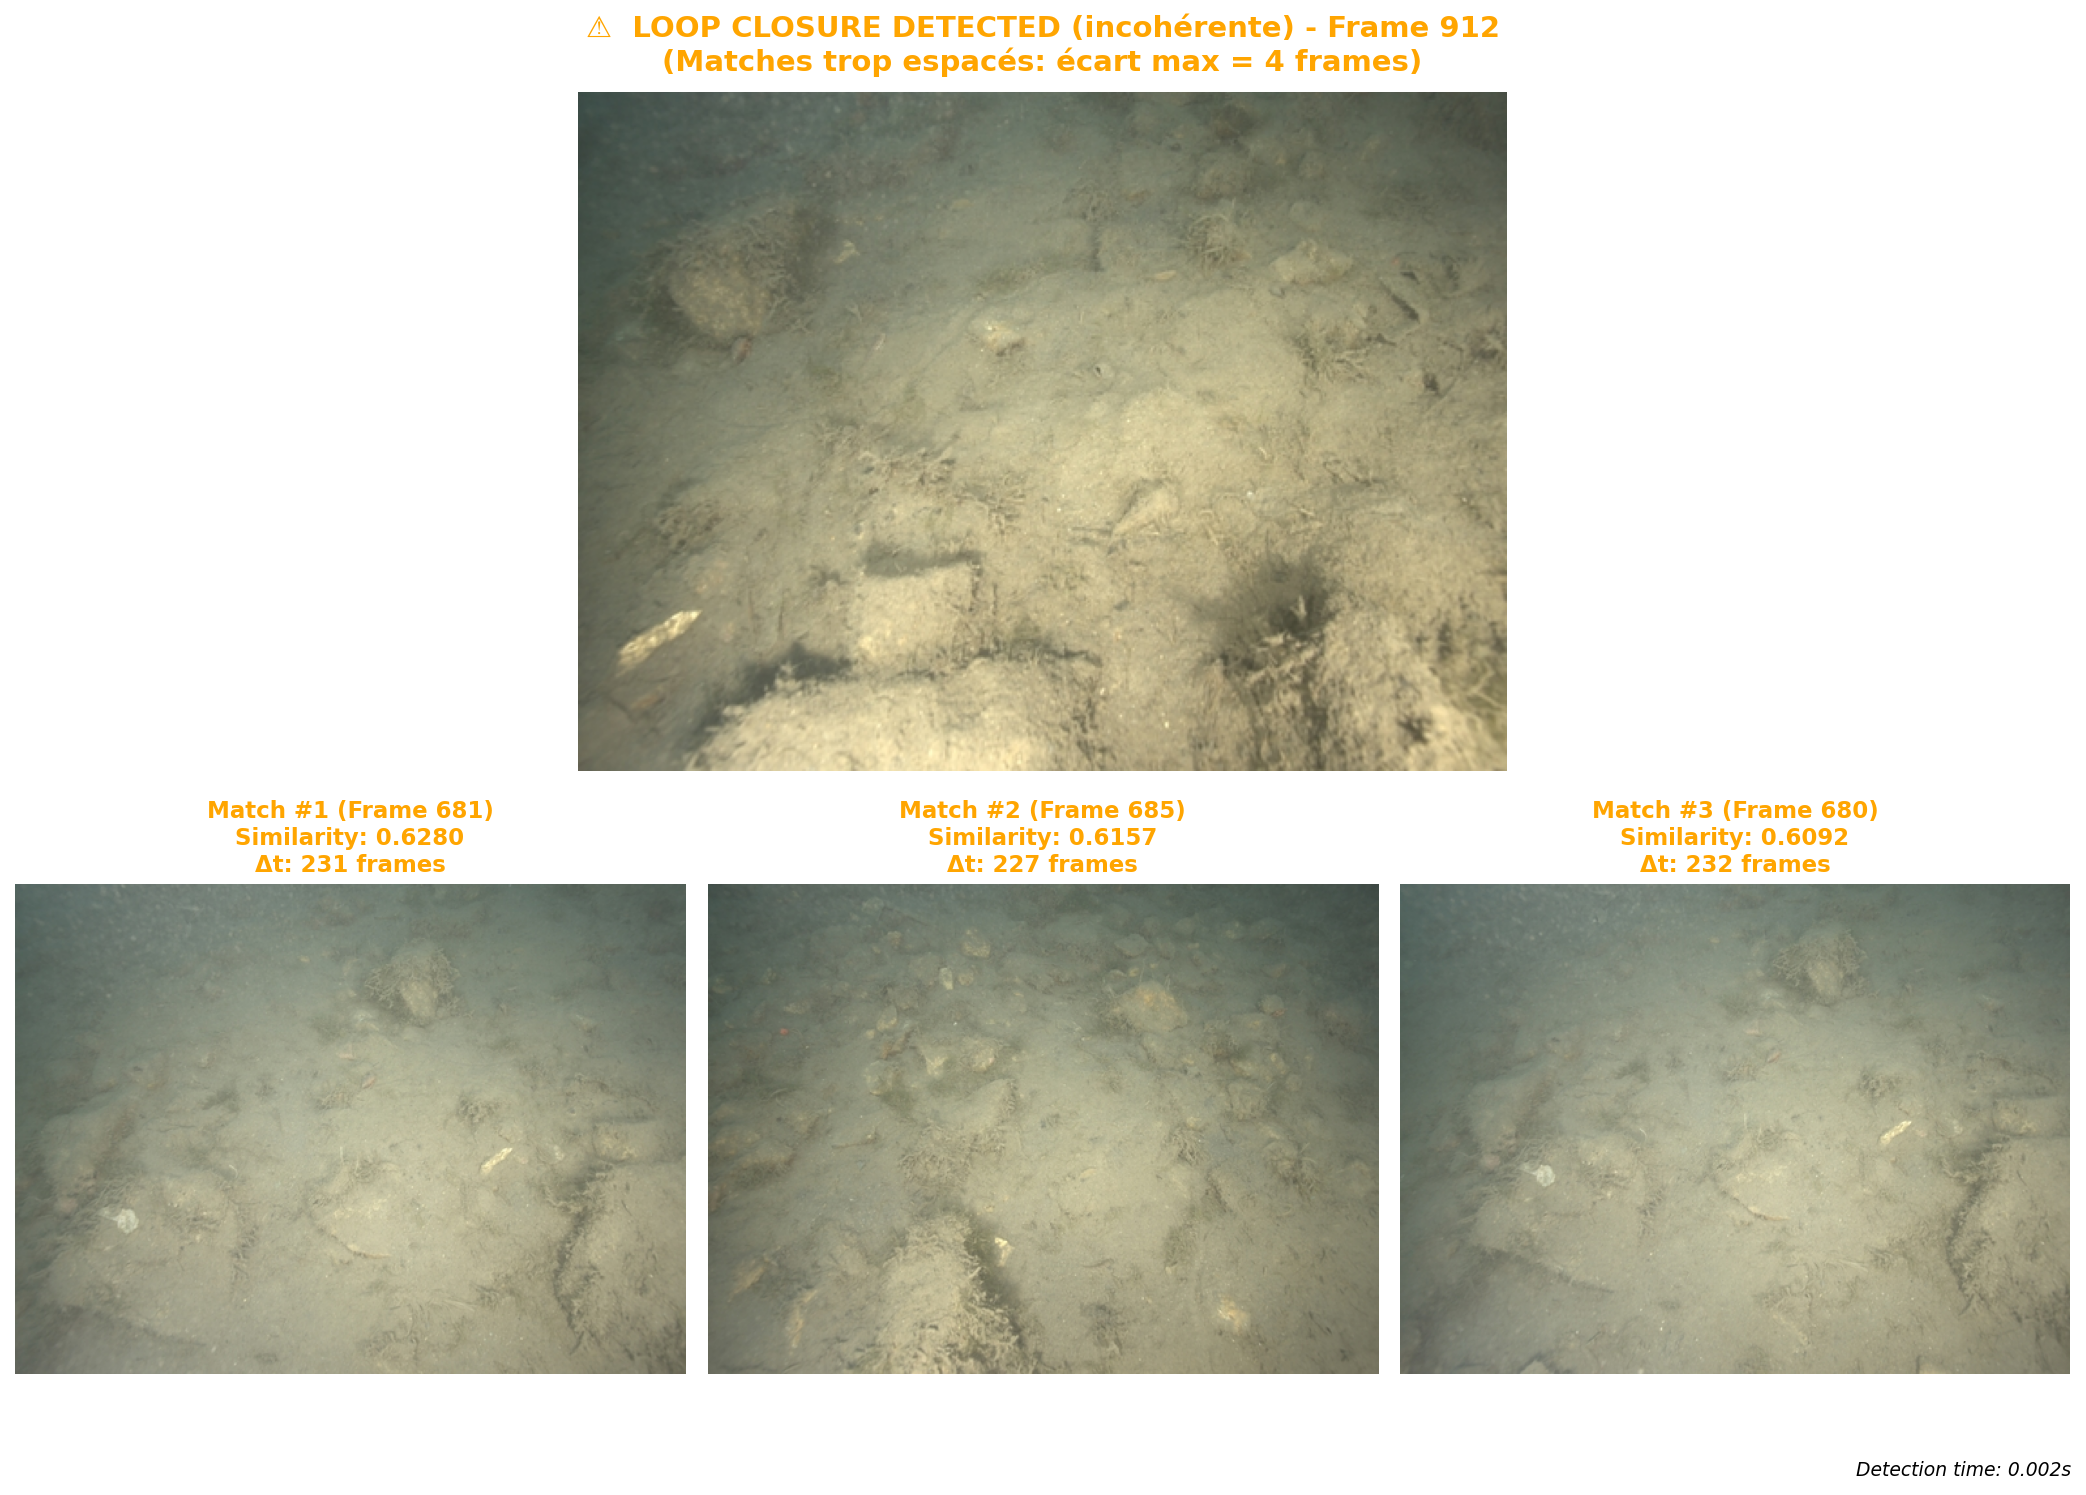 ⚠ LOOP CLOSURE DETECTED (incohérente) - Frame 912
(Matches trop espacés: écart max = 4 frames)
Match #1 (Frame 681)
Similarity: 0.6280
Δt: 231 frames
Match #2 (Frame 685)
Similarity: 0.6157
Δt: 227 frames
Match #3 (Frame 680)
Similarity: 0.6092
Δt: 232 frames
Detection time: 0.002s